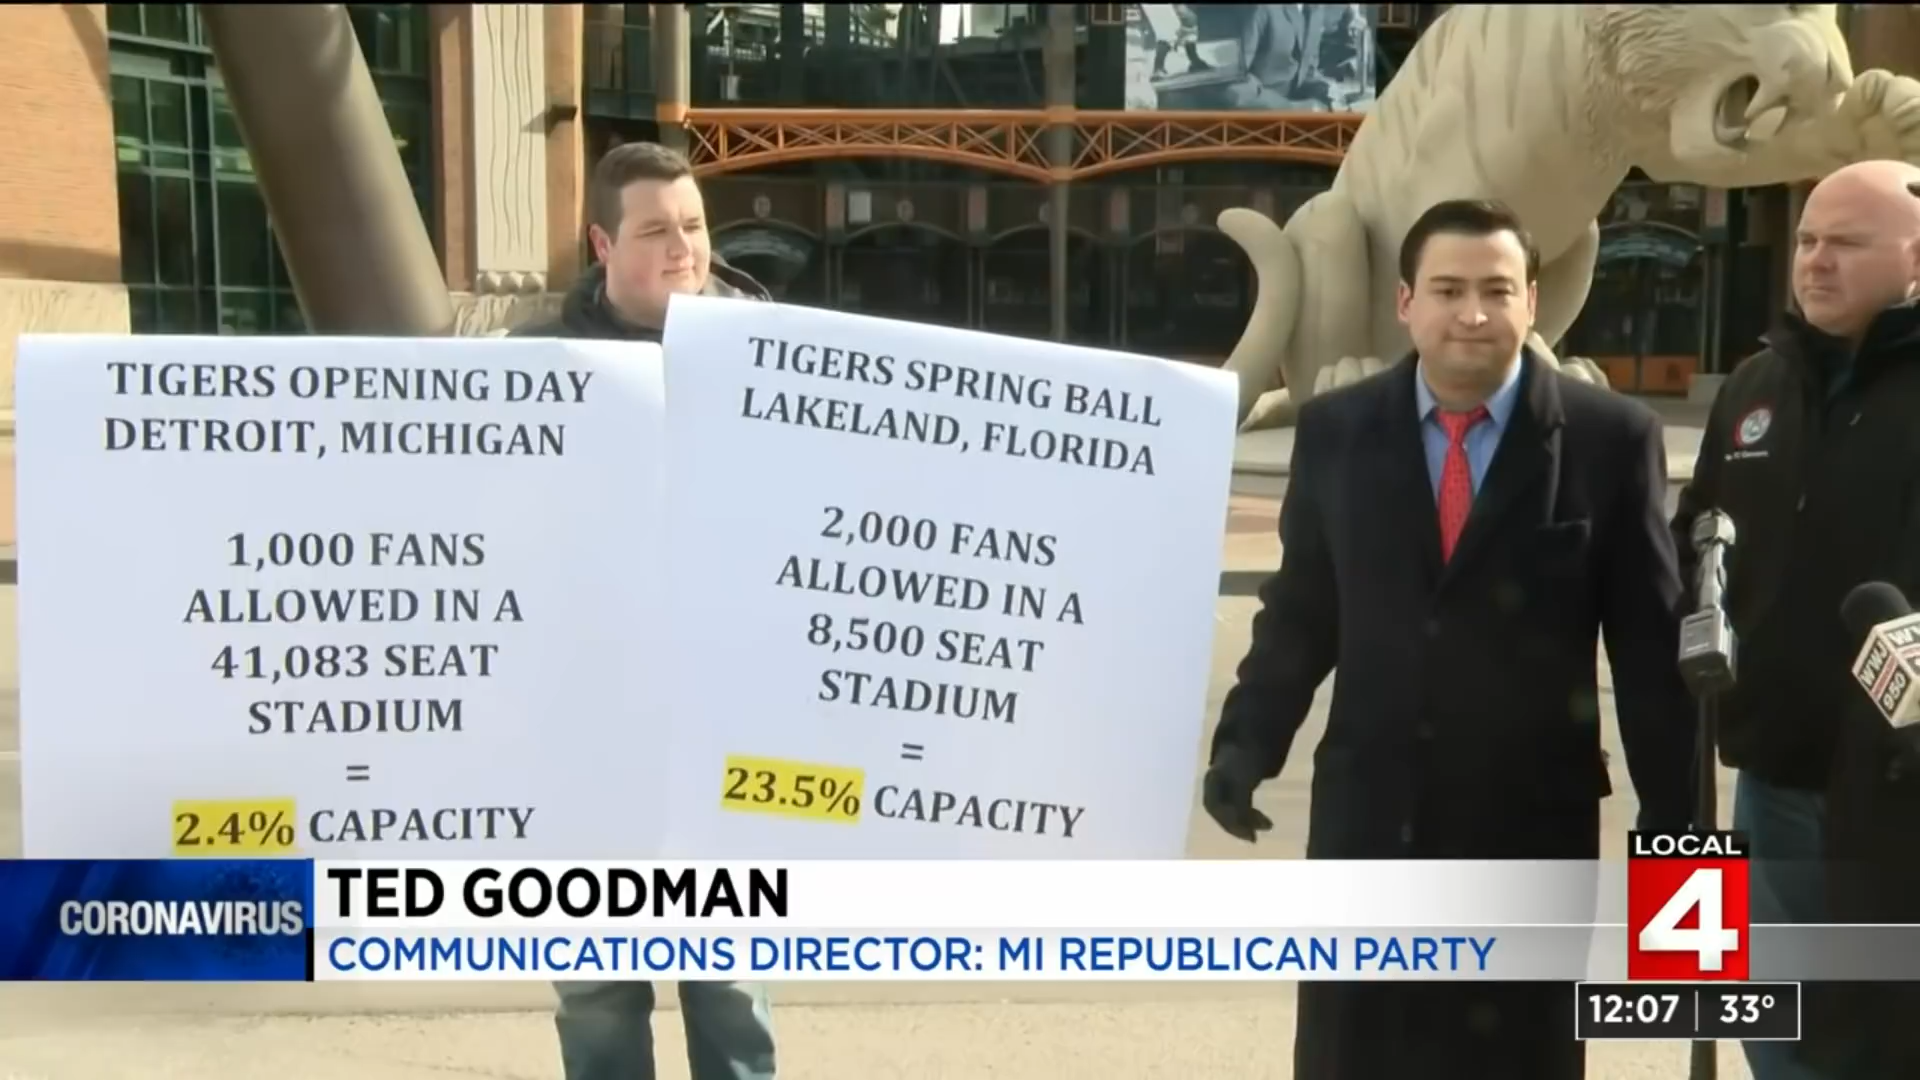 TIGERS OPENING DAY
DETROIT, MICHIGAN
1,000 FANS
ALLOWED IN A
41,083 SEAT
STADIUM
=
2.4% CAPACITY
TIGERS SPRING BALL
LAKELAND, FLORIDA
2,000 FANS
ALLOWED IN A
8,500 SEAT
STADIUM
=
23.5% CAPACITY
WWJ
950
CORONAVIRUS
TED GOODMAN
COMMUNICATIONS DIRECTOR: MI REPUBLICAN PARTY
LOCAL
4
12:07 33°